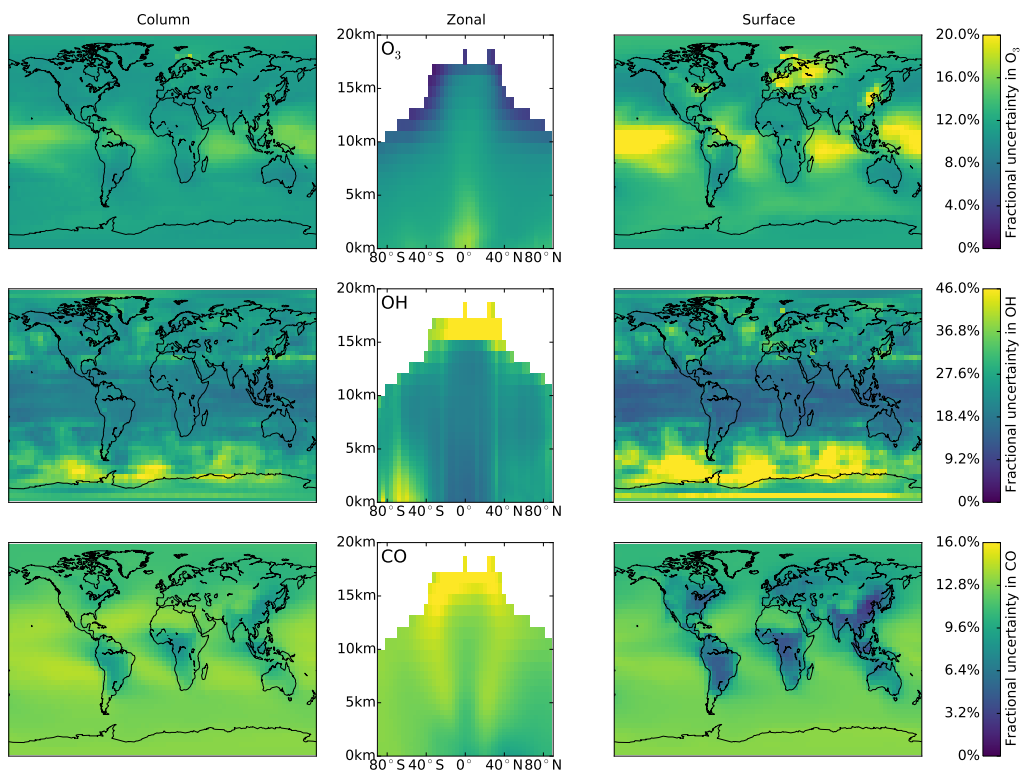 Column Zonal Surface
20km
15km
10km
5km
0km
O₃
80°S 40°S 0° 40°N 80°N
20.0%
16.0%
12.0%
8.0%
4.0%
0%
Fractional uncertainty in O₃
20km
15km
10km
5km
0km
OH
80°S 40°S 0° 40°N 80°N
46.0%
36.8%
27.6%
18.4%
9.2%
0%
Fractional uncertainty in OH
20km
15km
10km
5km
0km
CO
80°S 40°S 0° 40°N 80°N
16.0%
12.8%
9.6%
6.4%
3.2%
0%
Fractional uncertainty in CO